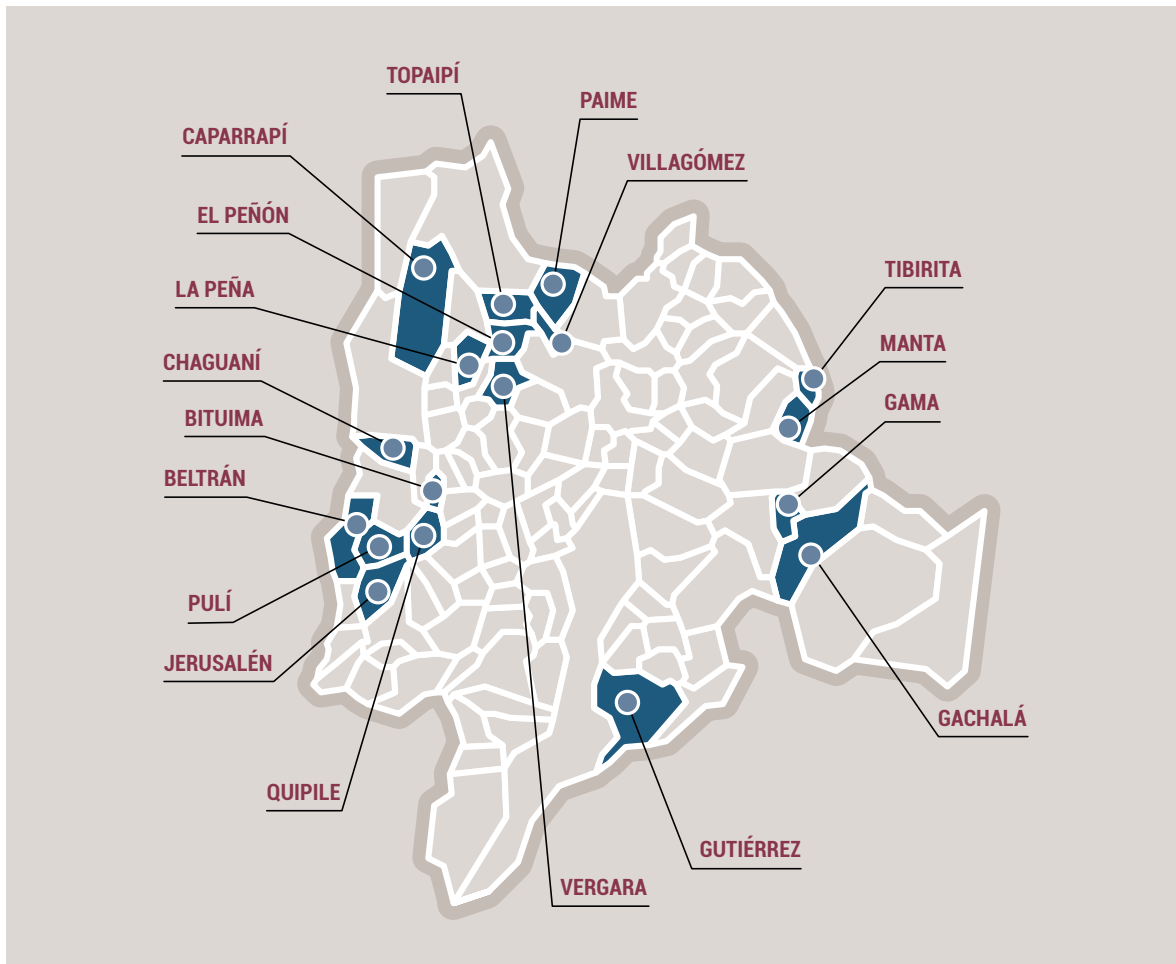 TOPAIPÍ
PAIME
CAPARRAPÍ
VILLAGÓMEZ
EL PEÑÓN
TIBIRITA
LA PEÑA
MANTA
CHAGUANÍ
GAMA
BITUIMA
BELTRÁN
PULÍ
JERUSALÉN
GACHALÁ
QUIPILE
GUTIÉRREZ
VERGARA